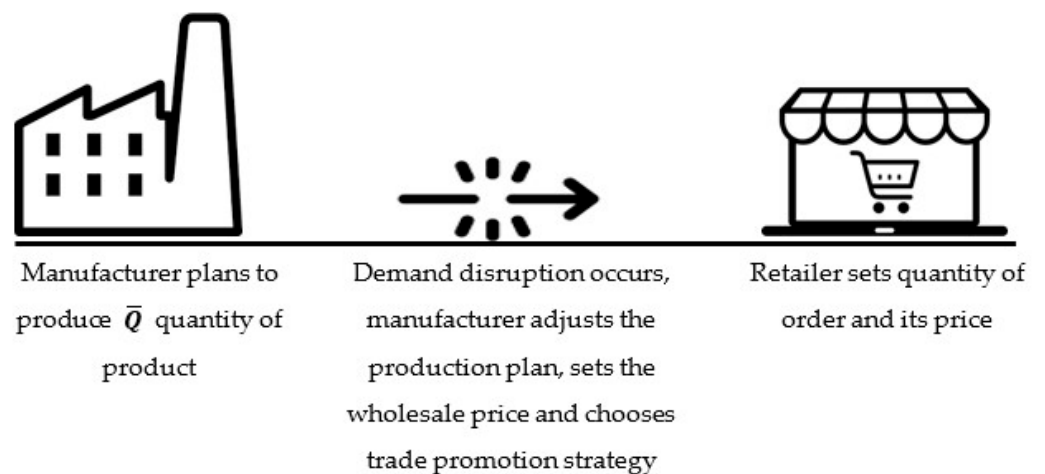 Manufacturer plans to
produce Q̄ quantity of
product
Demand disruption occurs,
manufacturer adjusts the
production plan, sets the
wholesale price and chooses
trade promotion strategy
Retailer sets quantity of
order and its price